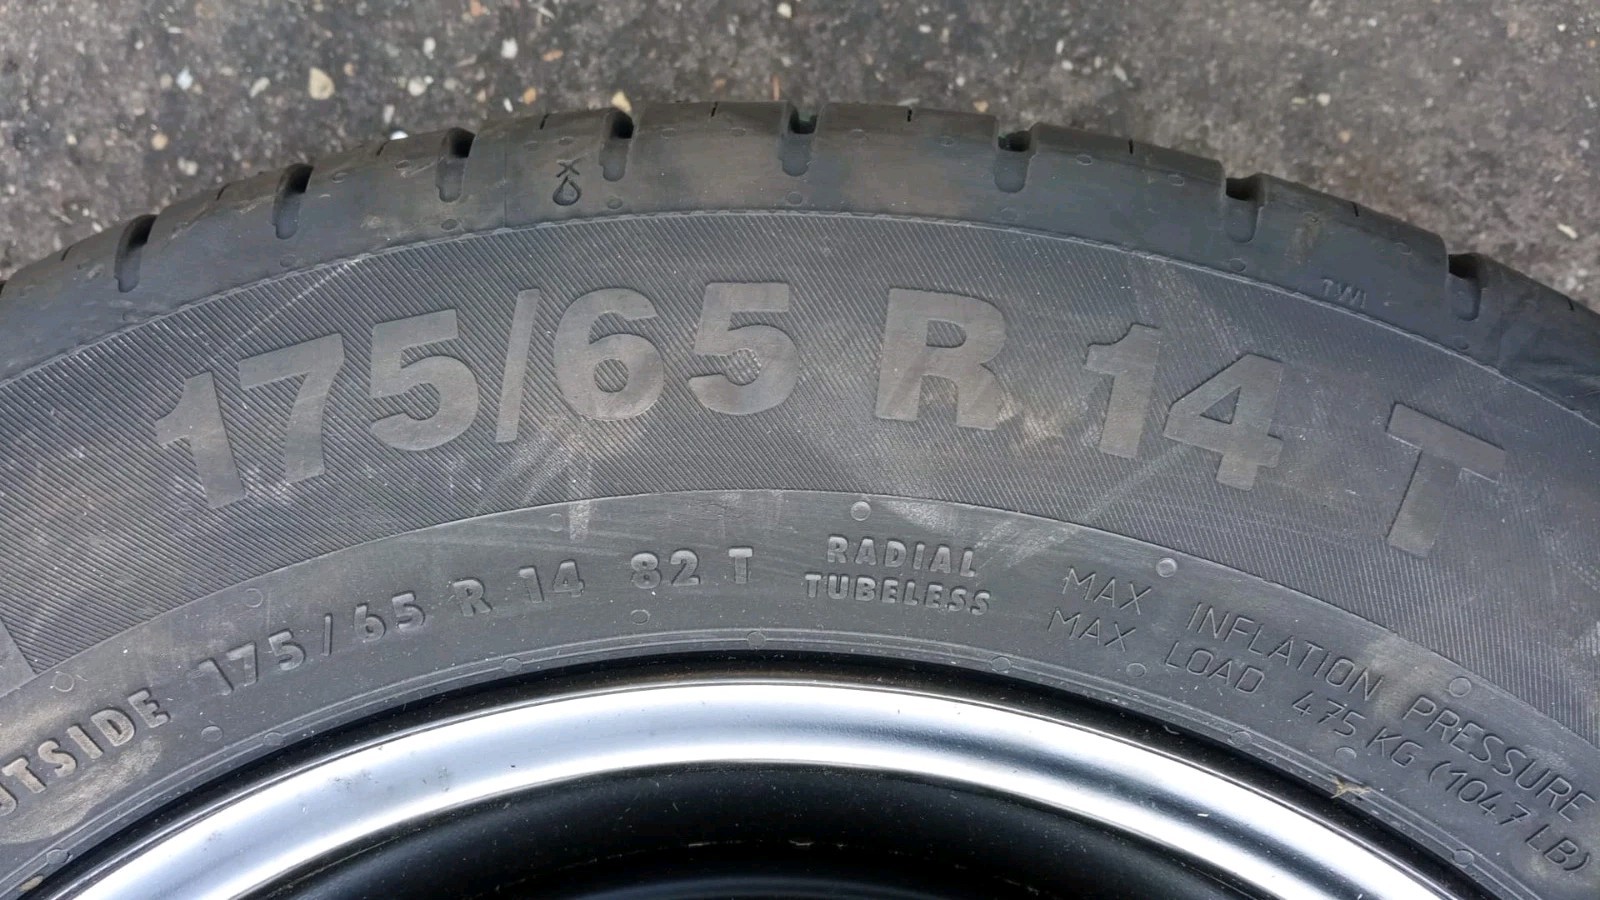 TWI
175/65 R 14 T
OUTSIDE 175/65 R 14 82 T
RADIAL
TUBELESS
MAX INFLATION PRESSURE
MAX LOAD 475 KG (1047 LB)